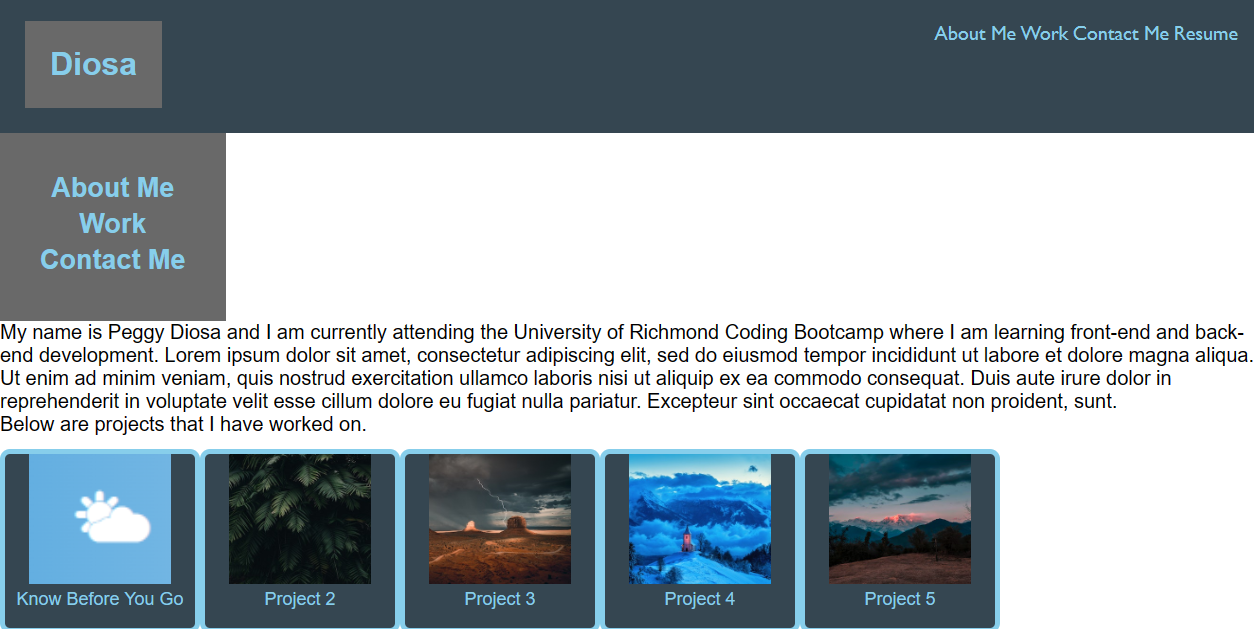 Diosa
About Me Work Contact Me Resume
About Me
Work
Contact Me
My name is Peggy Diosa and I am currently attending the University of Richmond Coding Bootcamp where I am learning front-end and back-
end development. Lorem ipsum dolor sit amet, consectetur adipiscing elit, sed do eiusmod tempor incididunt ut labore et dolore magna aliqua.
Ut enim ad minim veniam, quis nostrud exercitation ullamco laboris nisi ut aliquip ex ea commodo consequat. Duis aute irure dolor in
reprehenderit in voluptate velit esse cillum dolore eu fugiat nulla pariatur. Excepteur sint occaecat cupidatat non proident, sunt.
Below are projects that I have worked on.
Know Before You Go
Project 2
Project 3
Project 4
Project 5